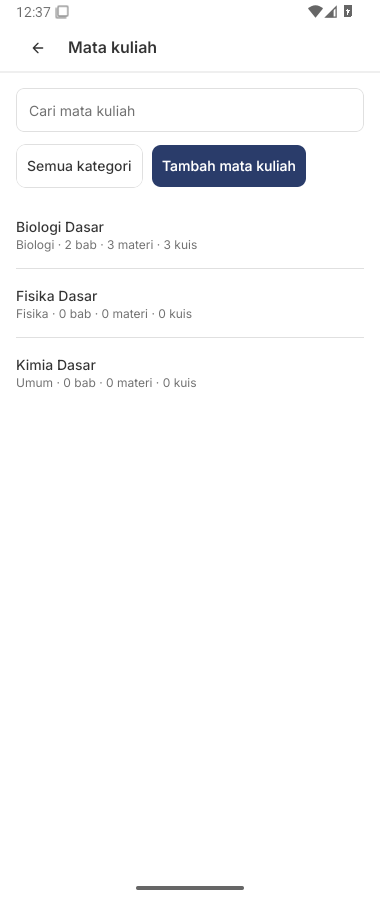 12:37
Mata kuliah
Cari mata kuliah
Semua kategori
Tambah mata kuliah
Biologi Dasar
Biologi · 2 bab · 3 materi · 3 kuis
Fisika Dasar
Fisika · 0 bab · 0 materi · 0 kuis
Kimia Dasar
Umum · 0 bab · 0 materi · 0 kuis